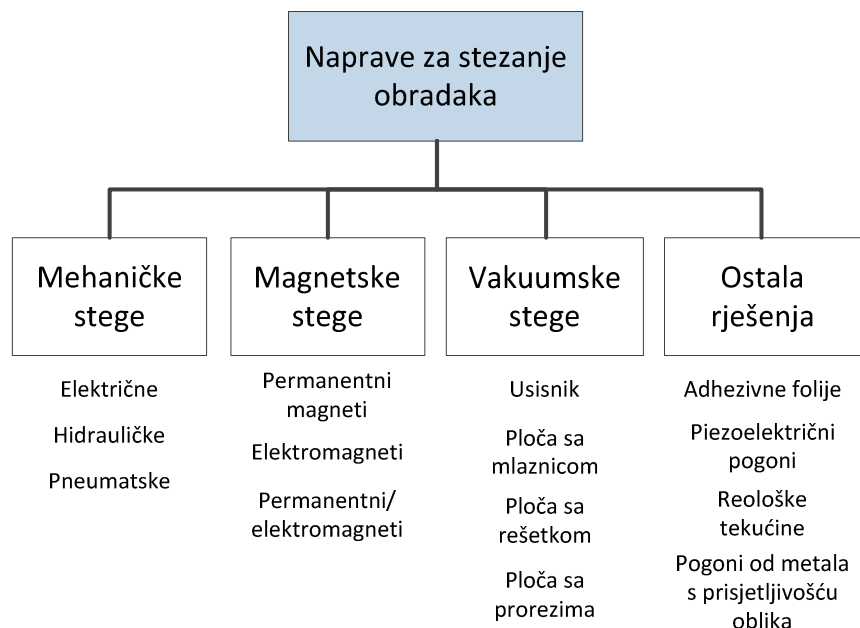 Naprave za stezanje
obradaka
Mehaničke
stege
Magnetske
stege
Vakuumske
stege
Ostala
rješenja
Električne
Hidrauličke
Pneumatske
Permanentni
magneti
Elektromagneti
Permanentni/
elektromagneti
Usisnik
Ploča sa
mlaznicom
Ploča sa
rešetkom
Ploča sa
prorezima
Adhezivne folije
Piezoelektrični
pogoni
Reološke
tekućine
Pogoni od metala
s prisjetljivošću
oblika